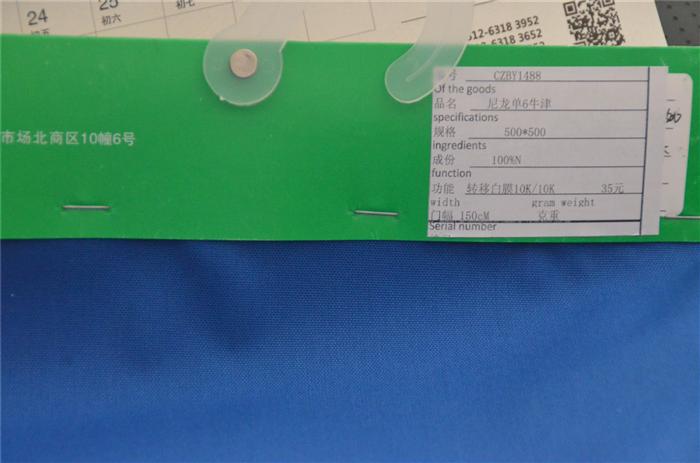 24
25
初六
初七
512-6318 3952
512-6318 3652
市场北商区10幢6号
号 CZBY1488
Of the goods
品名 尼龙单6牛津
specifications
规格 500*500
ingredients
成份 100%N
function
功能 转移白膜10K/10K 35元
width gram weight
门幅 150cM 克重
Serial number